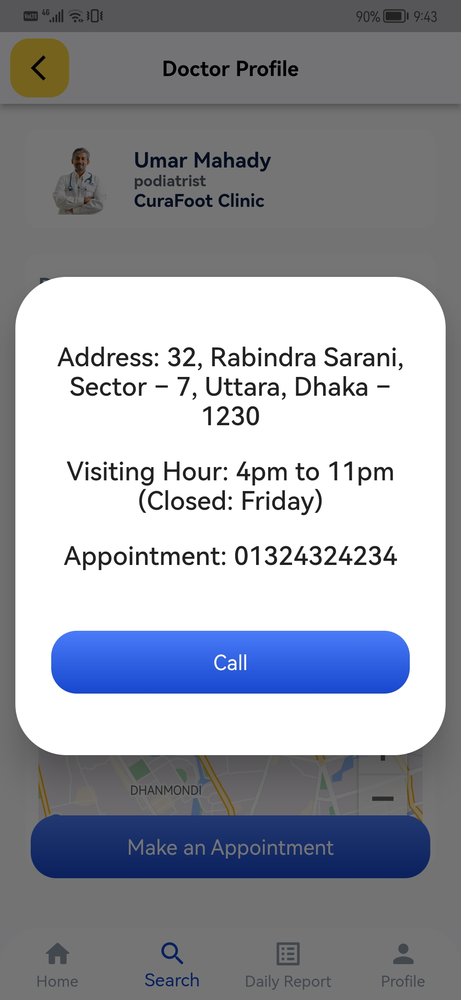 VoLTE 4G 90% 9:43
Doctor Profile
Umar Mahady
podiatrist
CuraFoot Clinic
Address: 32, Rabindra Sarani,
Sector – 7, Uttara, Dhaka –
1230
Visiting Hour: 4pm to 11pm
(Closed: Friday)
Appointment: 01324324234
Call
DHANMONDI
Make an Appointment
Home Search Daily Report Profile